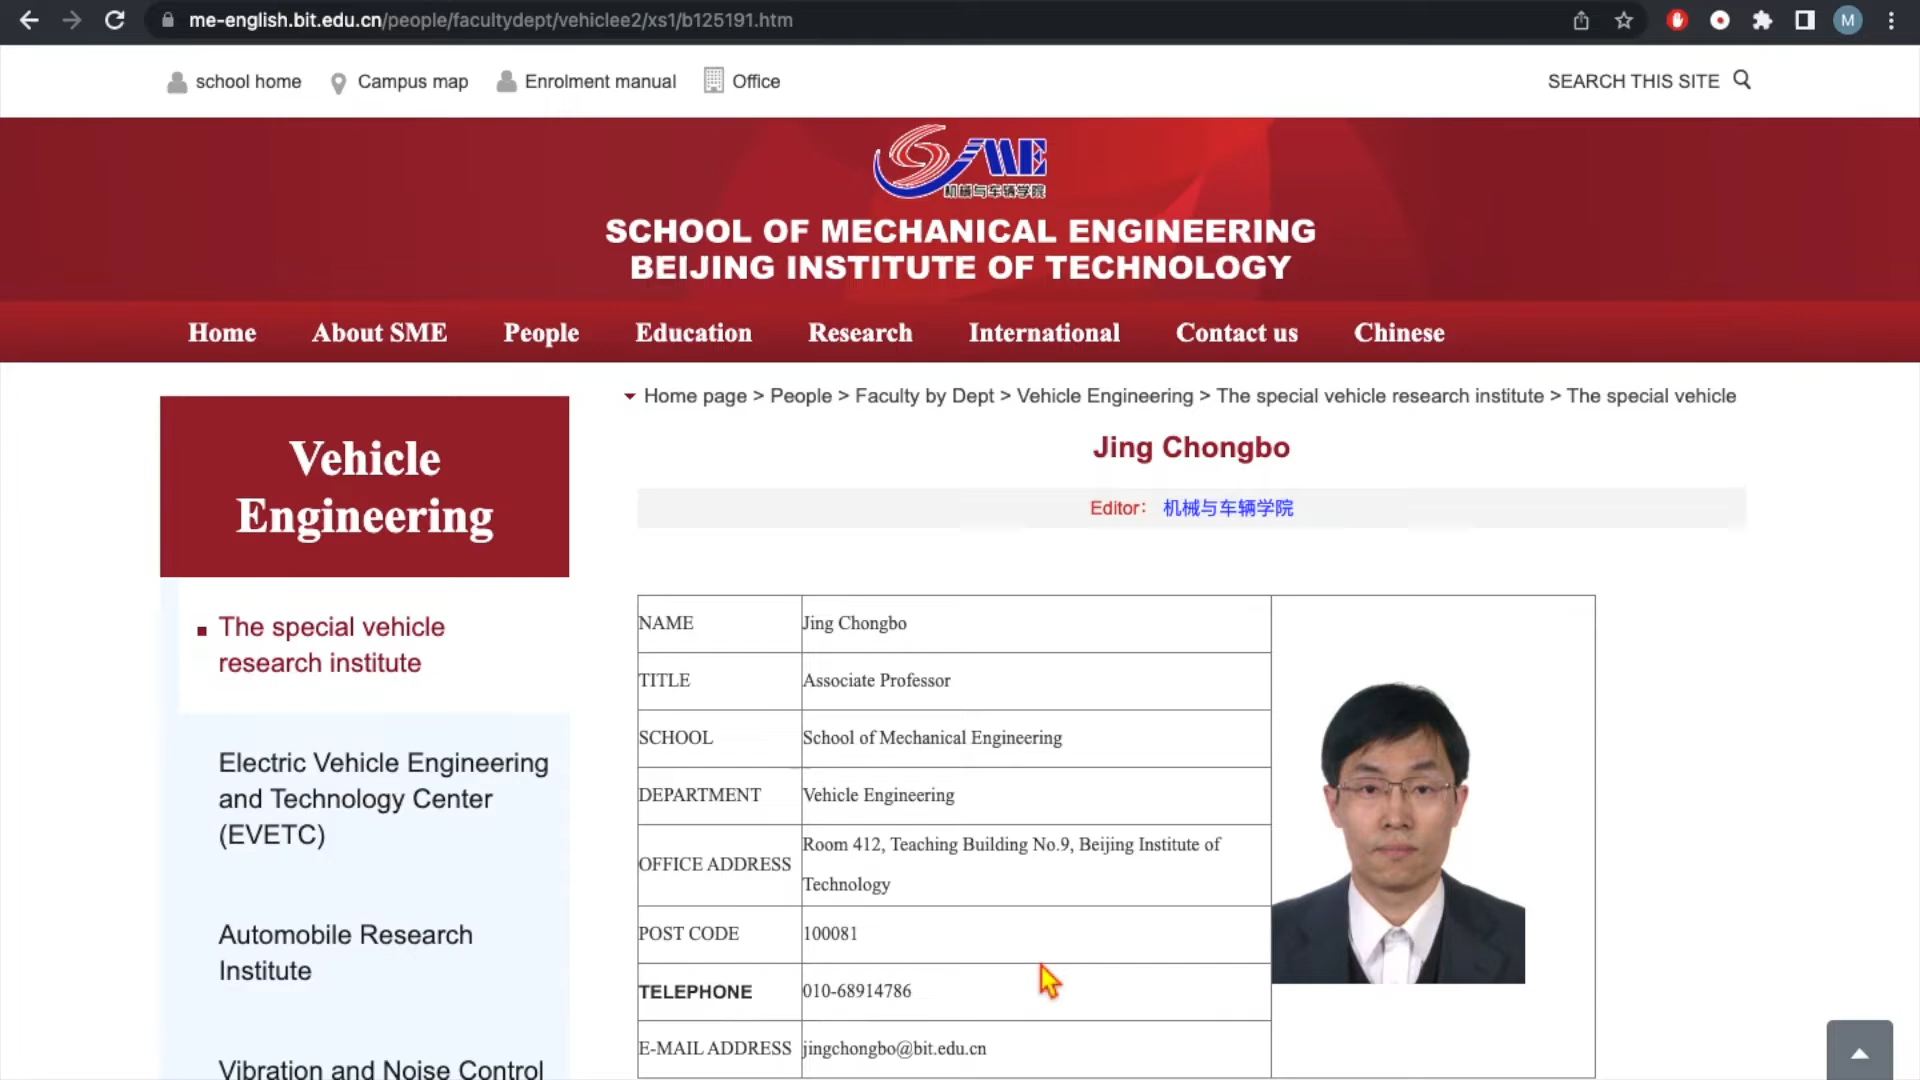 me-english.bit.edu.cn/people/facultydept/vehiclee2/xs1/b125191.htm
M
school home
Campus map
Enrolment manual
Office
SEARCH THIS SITE
SME
机械与车辆学院
SCHOOL OF MECHANICAL ENGINEERING
BEIJING INSTITUTE OF TECHNOLOGY
Home
About SME
People
Education
Research
International
Contact us
Chinese
Vehicle
Engineering
The special vehicle
research institute
Electric Vehicle Engineering
and Technology Center
(EVETC)
Automobile Research
Institute
Vibration and Noise Control
Home page > People > Faculty by Dept > Vehicle Engineering > The special vehicle research institute > The special vehicle
Jing Chongbo
Editor： 机械与车辆学院
NAME
Jing Chongbo
TITLE
Associate Professor
SCHOOL
School of Mechanical Engineering
DEPARTMENT
Vehicle Engineering
OFFICE ADDRESS
Room 412, Teaching Building No.9, Beijing Institute of
Technology
POST CODE
100081
TELEPHONE
010-68914786
E-MAIL ADDRESS
jingchongbo@bit.edu.cn